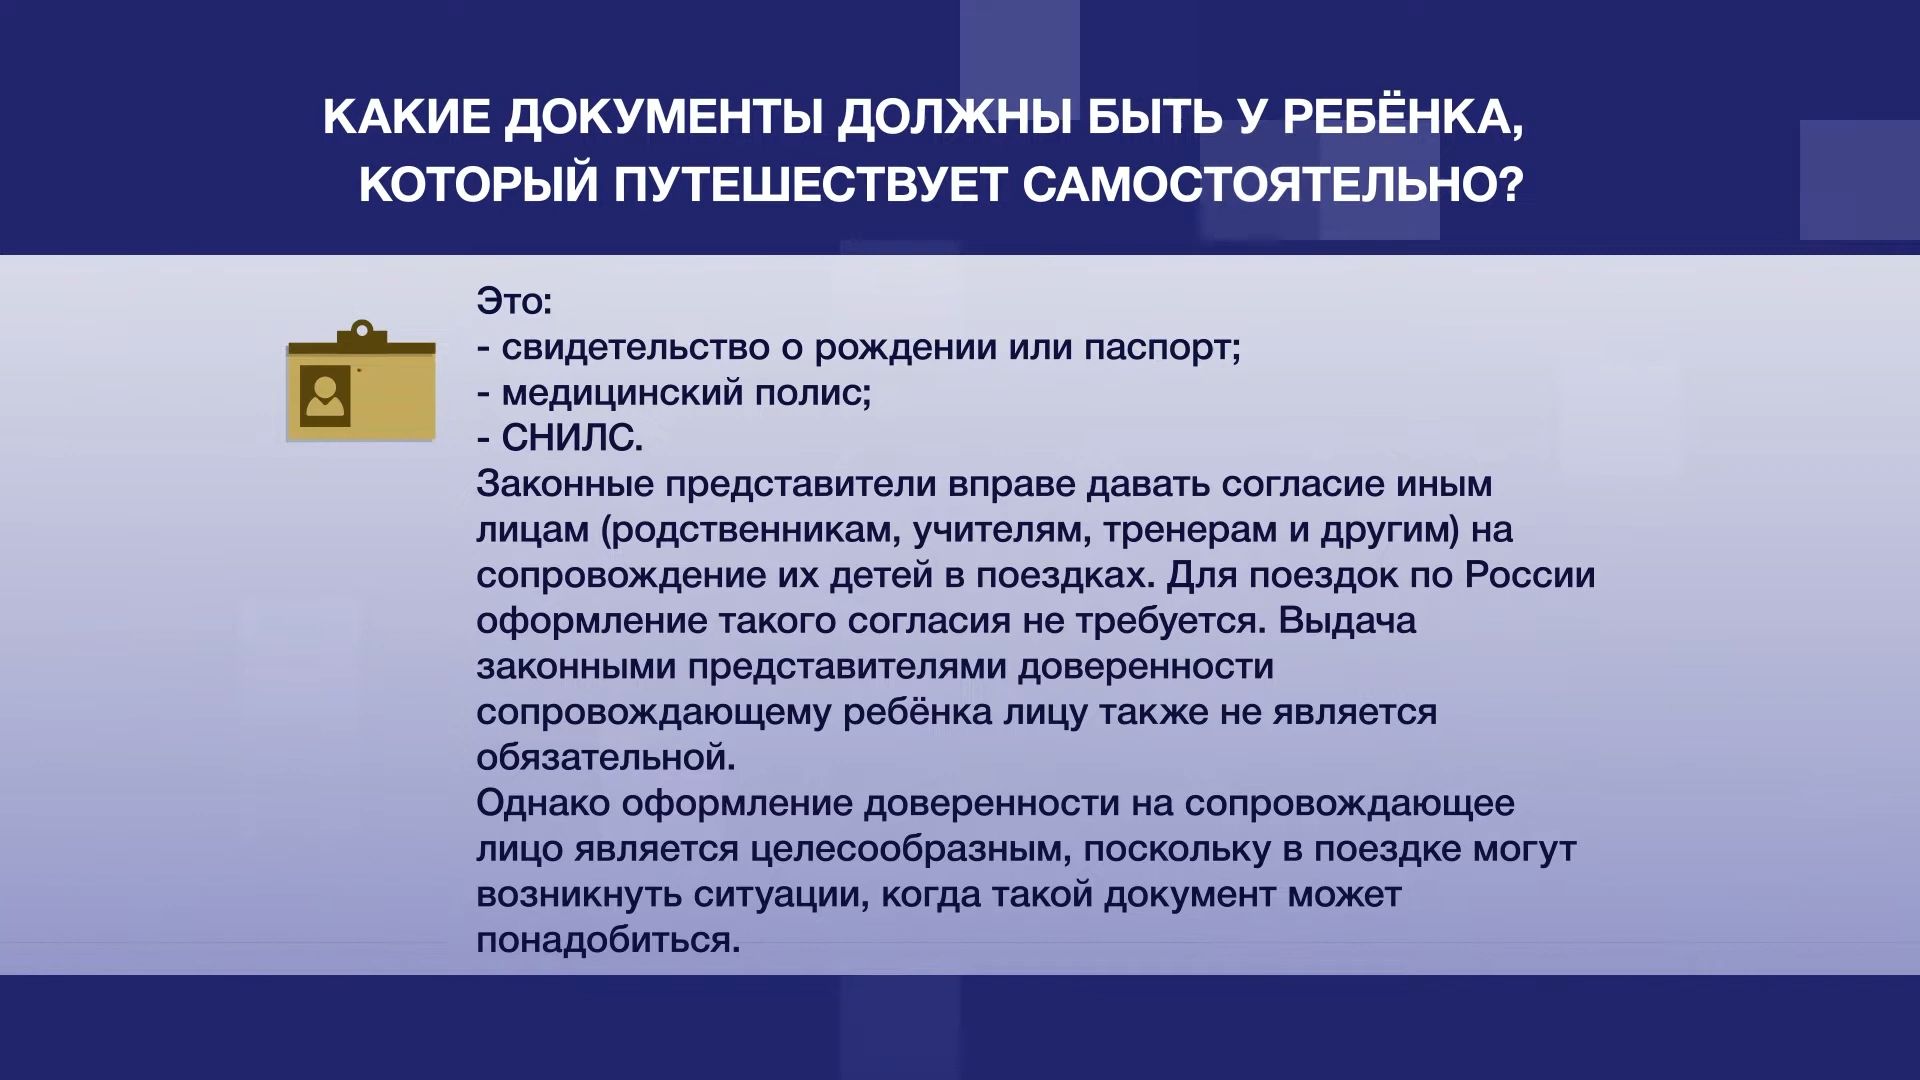 КАКИЕ ДОКУМЕНТЫ ДОЛЖНЫ БЫТЬ У РЕБЁНКА,
КОТОРЫЙ ПУТЕШЕСТВУЕТ САМОСТОЯТЕЛЬНО?
Это:
- свидетельство о рождении или паспорт;
- медицинский полис;
- СНИЛС.
Законные представители вправе давать согласие иным
лицам (родственникам, учителям, тренерам и другим) на
сопровождение их детей в поездках. Для поездок по России
оформление такого согласия не требуется. Выдача
законными представителями доверенности
сопровождающему ребёнка лицу также не является
обязательной.
Однако оформление доверенности на сопровождающее
лицо является целесообразным, поскольку в поездке могут
возникнуть ситуации, когда такой документ может
понадобиться.